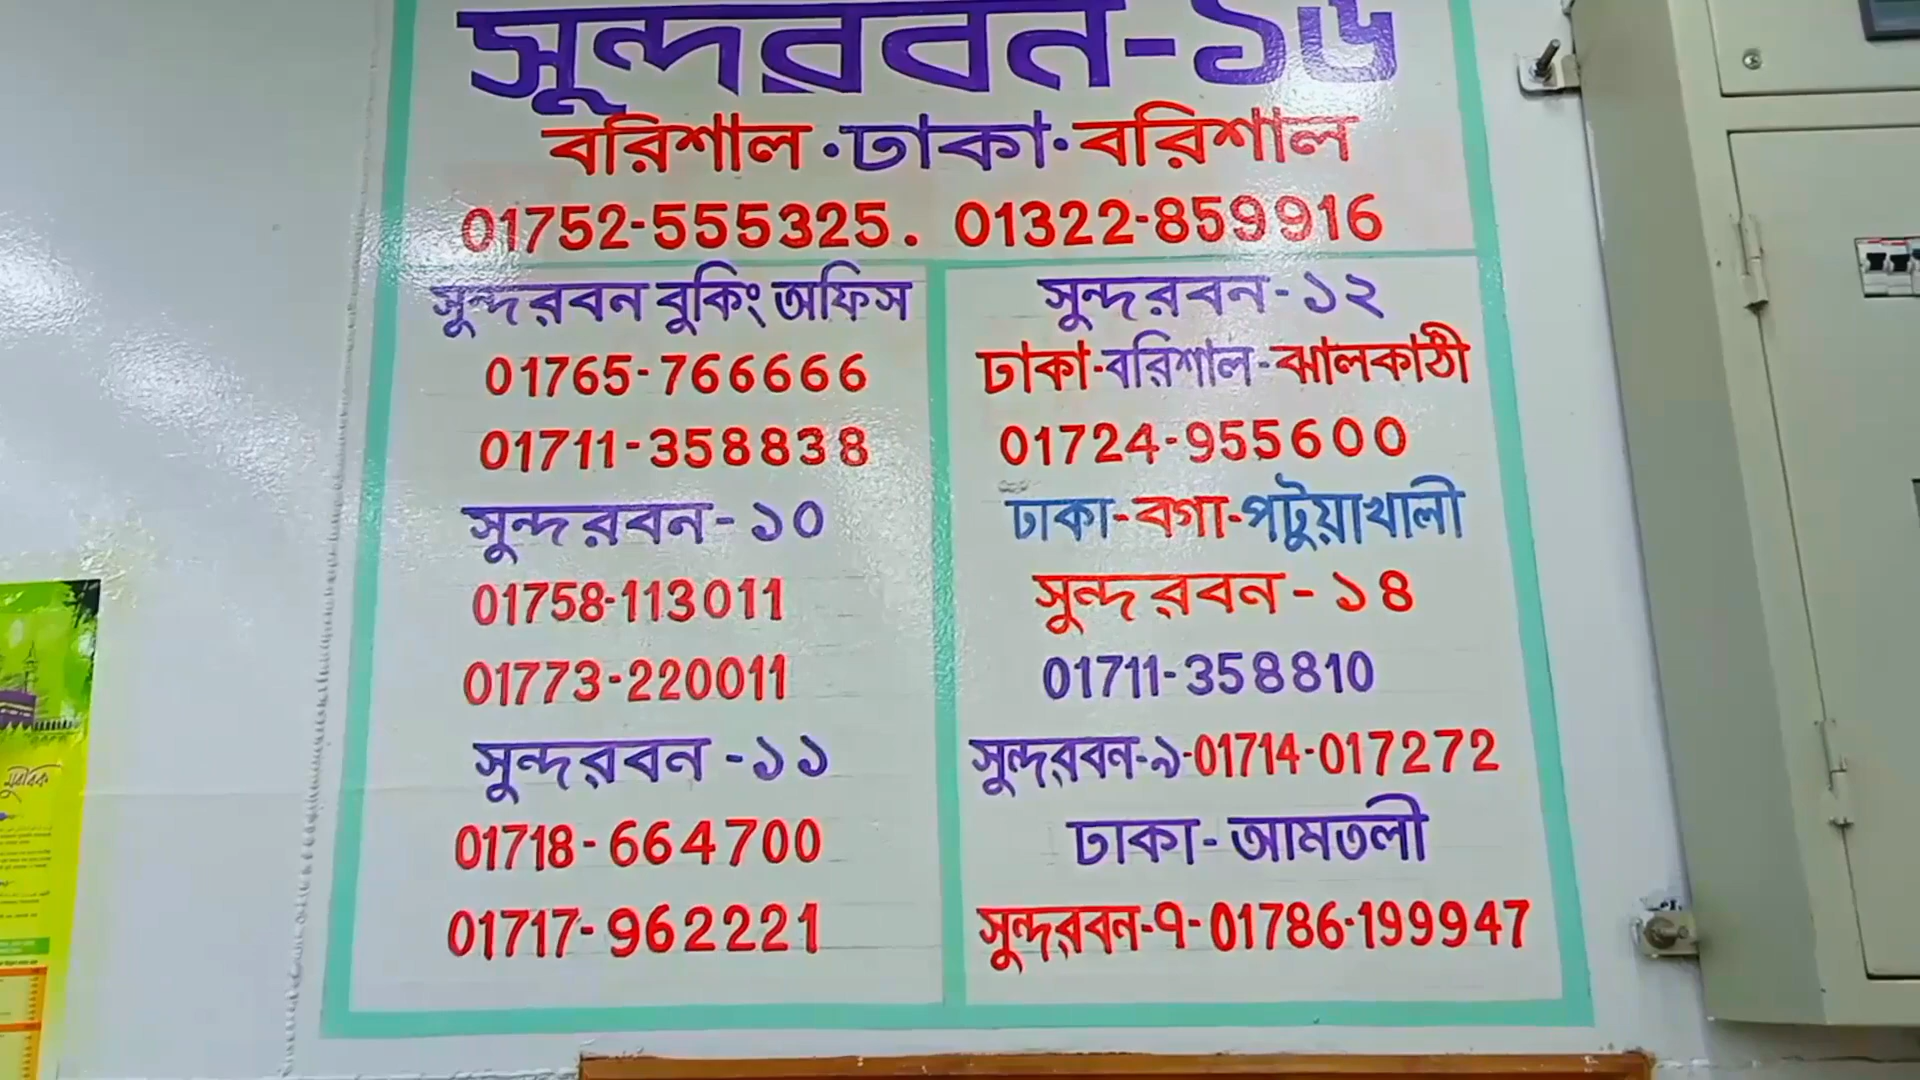 সুন্দরবন-১৬
বরিশাল·ঢাকা·বরিশাল
01752-555325. 01322-859916
সুন্দরবন বুকিং অফিস
01765-766666
01711-358838
সুন্দরবন-১০
01758-113011
01773-220011
সুন্দরবন-১১
01718-664700
01717-962221
সুন্দরবন-১২
ঢাকা-বরিশাল-ঝালকাঠী
01724-955600
ঢাকা-বগা-পটুয়াখালী
সুন্দরবন-১৪
01711-358810
সুন্দরবন-৯-01714-017272
ঢাকা-আমতলী
সুন্দরবন-৭-01786-199947